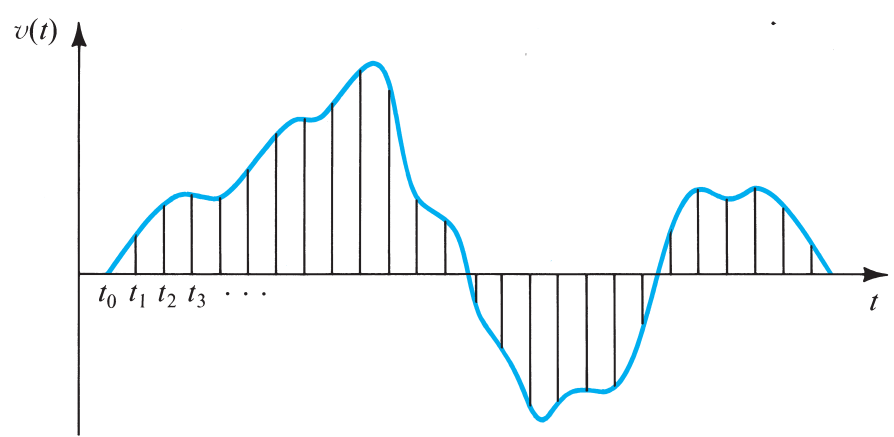 v(t)
t₀ t₁ t₂ t₃ · · ·
t